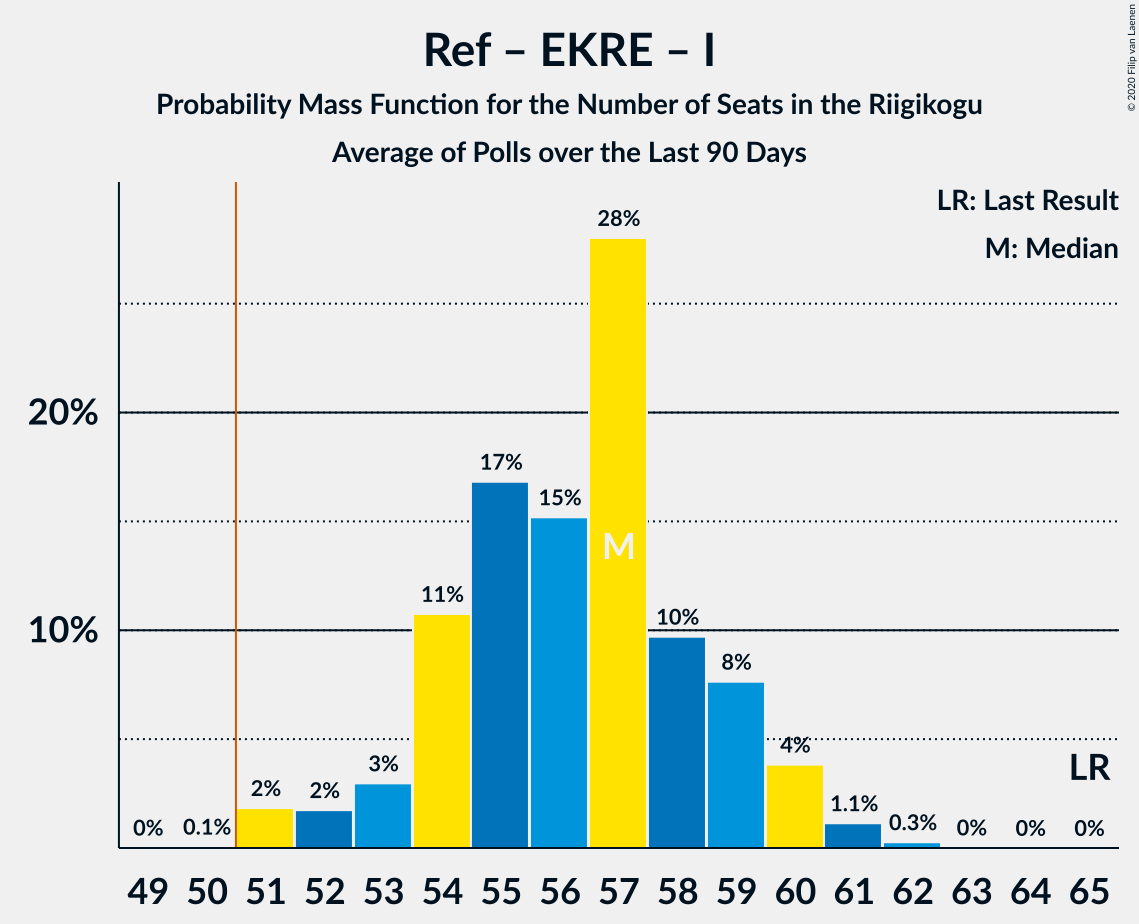 Ref – EKRE – I
Probability Mass Function for the Number of Seats in the Riigikogu
Average of Polls over the Last 90 Days
© 2020 Filip van Laenen
LR: Last Result
M: Median
28%
20%
17%
15%
M
11%
10%
10%
8%
4%
3%
LR
2%
2%
1.1%
0.3%
0%
0.1%
0%
0%
0%
49 50 51 52 53 54 55 56 57 58 59 60 61 62 63 64 65